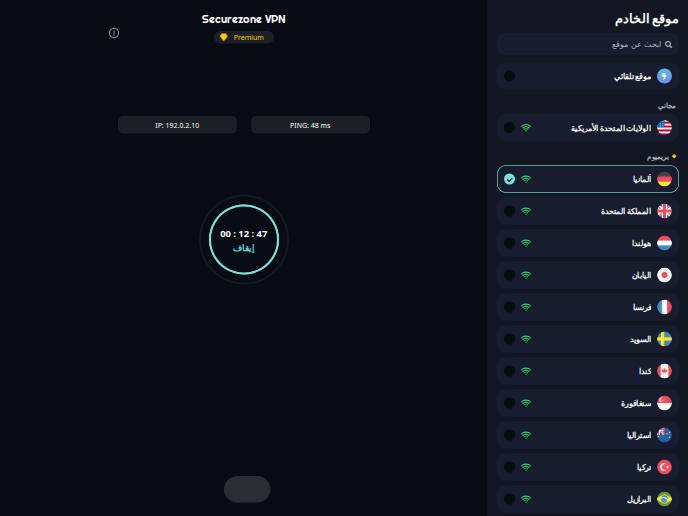 Securezone VPN
Premium
IP: 192.0.2.10
PING: 48 ms
00 : 12 : 47
إيقاف
موقع الخادم
ابحث عن موقع
موقع تلقائي
مجاني
الولايات المتحدة الأمريكية
بريميوم
ألمانيا
المملكة المتحدة
هولندا
اليابان
فرنسا
السويد
كندا
سنغافورة
استراليا
تركيا
البرازيل